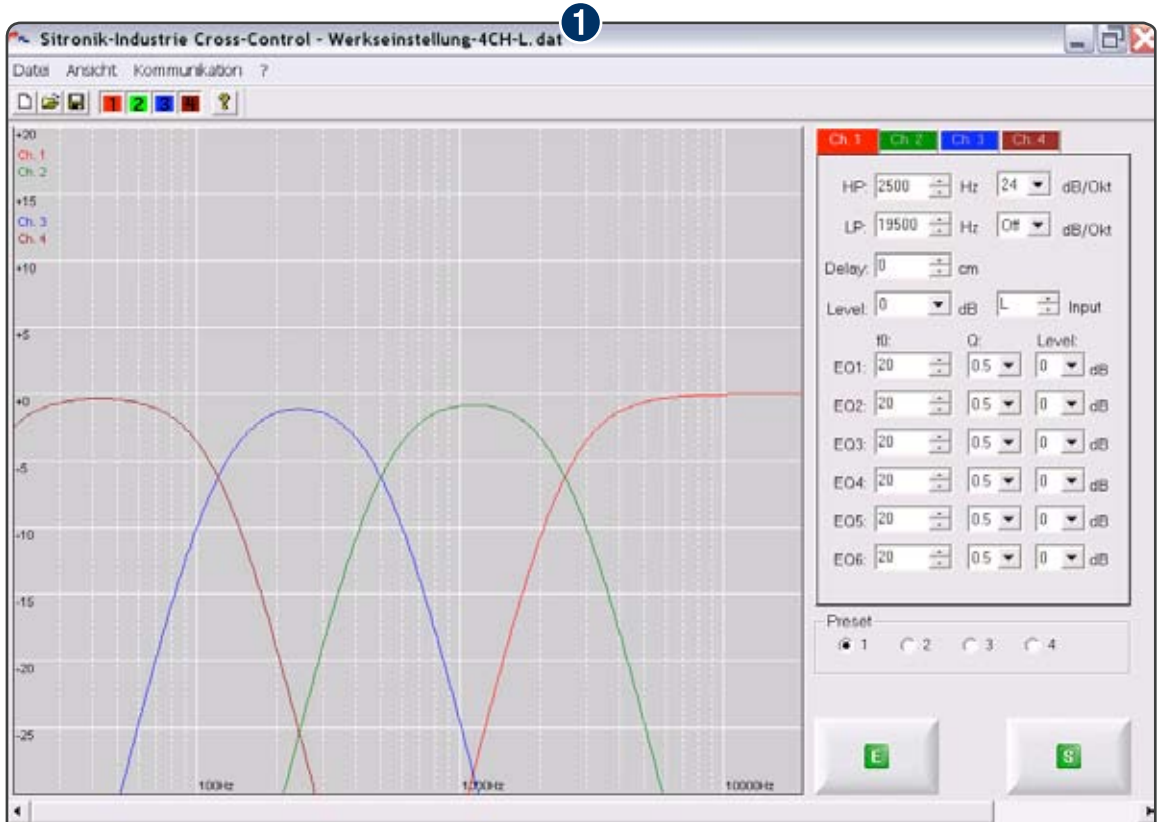 1
Sitronik-Industrie Cross-Control - Werkseinstellung-4CH-L.dat
Datei Ansicht Kommunikation ?
1 2 3 4 ?
+20
Ch. 1
Ch. 2
+15
Ch. 3
Ch. 4
+10
+5
+0
-5
-10
-15
-20
-25
100Hz 1,000Hz 10000Hz
Ch. 1 Ch. 2 Ch. 3 Ch. 4
HP: 2500 Hz 24 dB/Okt
LP: 19500 Hz Off dB/Okt
Delay: 0 cm
Level: 0 dB L Input
f0: Q: Level:
EQ1: 20 0.5 0 dB
EQ2: 20 0.5 0 dB
EQ3: 20 0.5 0 dB
EQ4: 20 0.5 0 dB
EQ5: 20 0.5 0 dB
EQ6: 20 0.5 0 dB
Preset
1 2 3 4
E S